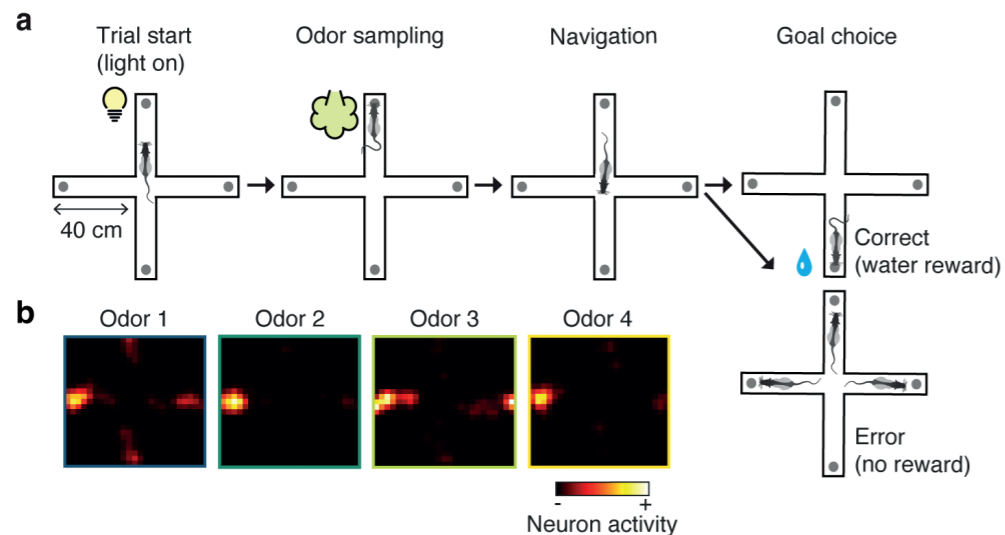 a
Trial start
(light on)
Odor sampling
Navigation
Goal choice
40 cm
Correct
(water reward)
Error
(no reward)
b
Odor 1
Odor 2
Odor 3
Odor 4
-
+
Neuron activity